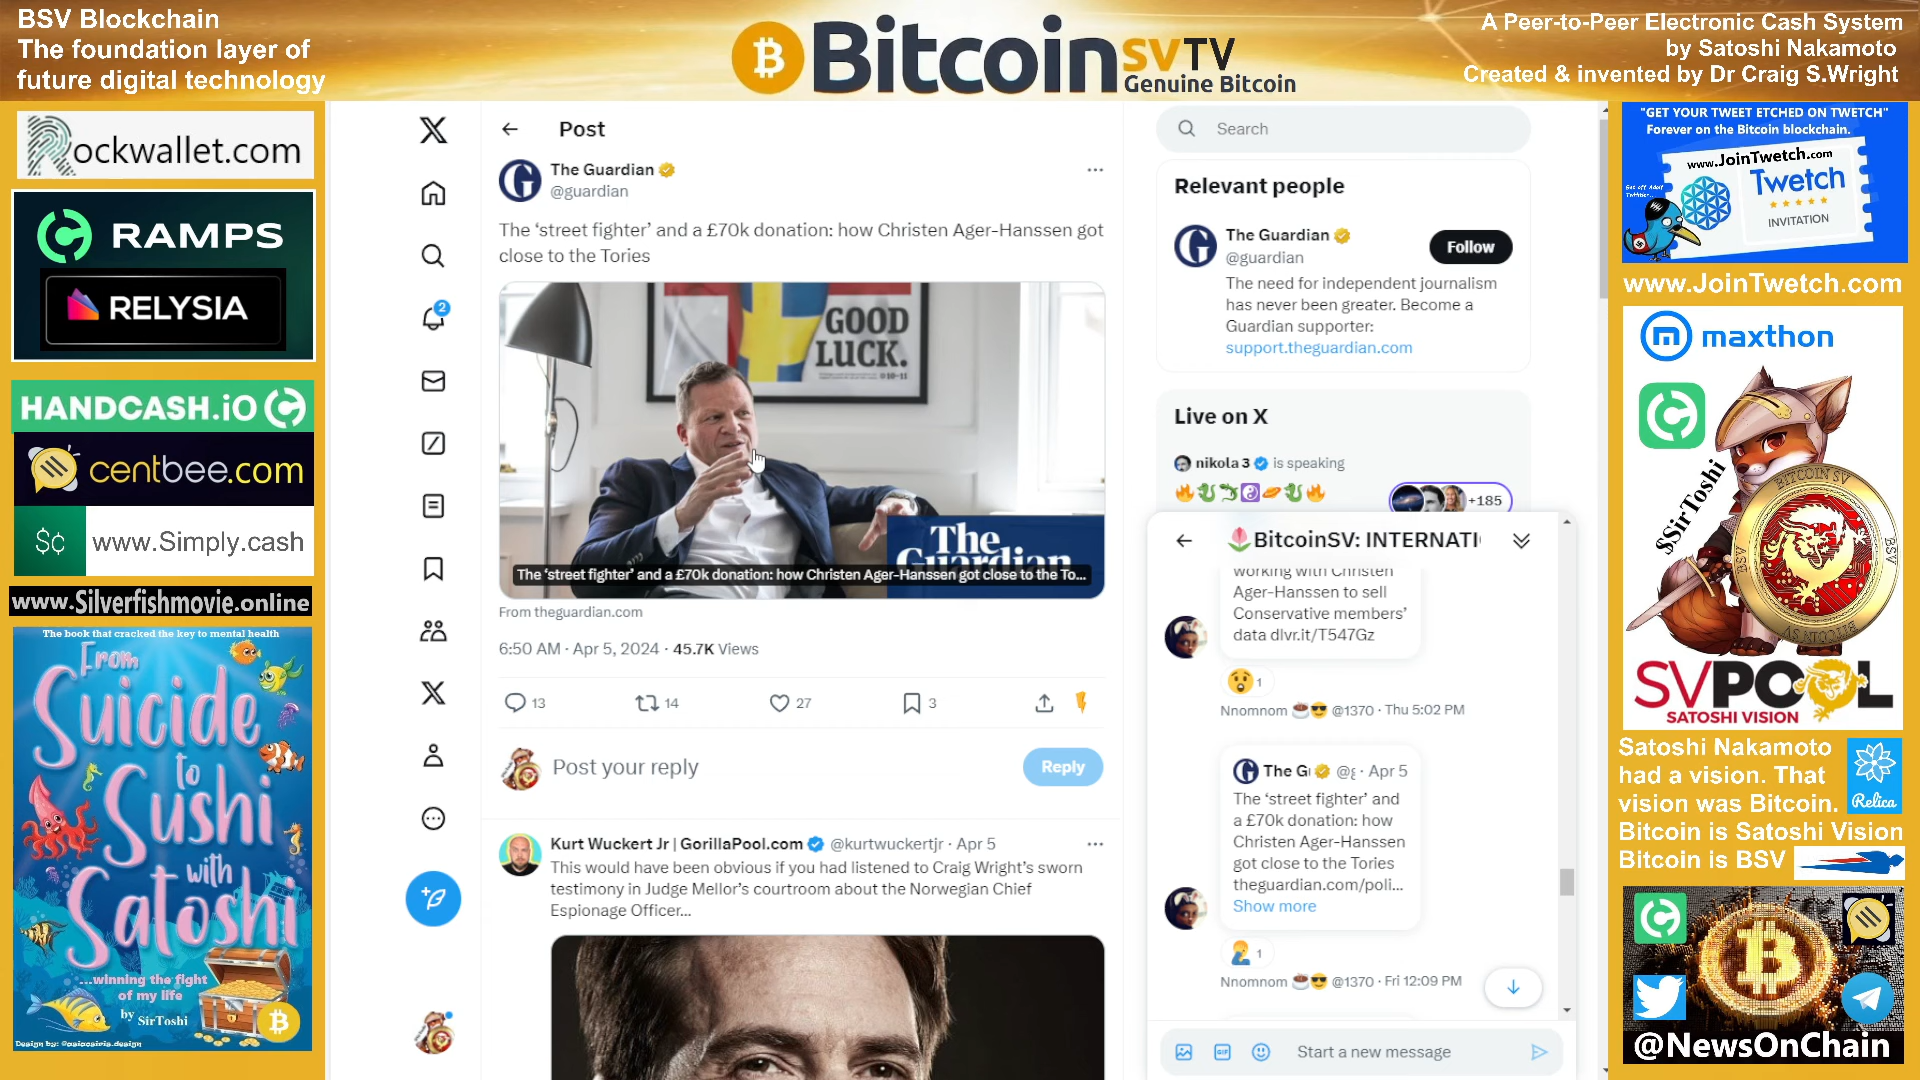 BSV Blockchain
The foundation layer of
future digital technology
Bitcoin SVTV
Genuine Bitcoin
A Peer-to-Peer Electronic Cash System
by Satoshi Nakamoto
Created & invented by Dr Craig S.Wright
Rockwallet.com
RAMPS
RELYSIA
HANDCASH.iO
centbee.com
$¢ www.Simply.cash
www.Silverfishmovie.online
The book that cracked the key to mental health
From
Suicide
to
Sushi
with
Satoshi
...winning the fight
of my life
by SirToshi
Post
The Guardian
@guardian
The ‘street fighter’ and a £70k donation: how Christen Ager-Hanssen got
close to the Tories
GOOD
LUCK.
The
Guardian
The ‘street fighter’ and a £70k donation: how Christen Ager-Hanssen got close to the To...
From theguardian.com
6:50 AM · Apr 5, 2024 · 45.7K Views
13
14
27
3
Post your reply
Reply
Kurt Wuckert Jr | GorillaPool.com @kurtwuckertjr · Apr 5
This would have been obvious if you had listened to Craig Wright’s sworn
testimony in Judge Mellor’s courtroom about the Norwegian Chief
Espionage Officer...
2
Search
Relevant people
The Guardian
@guardian
Follow
The need for independent journalism
has never been greater. Become a
Guardian supporter:
support.theguardian.com
Live on X
nikola 3 is speaking
+185
BitcoinSV: INTERNATI
working with Christen
Ager-Hanssen to sell
Conservative members’
data dlvr.it/T547Gz
1
Nnomnom @1370 · Thu 5:02 PM
The G @g · Apr 5
The ‘street fighter’ and
a £70k donation: how
Christen Ager-Hanssen
got close to the Tories
theguardian.com/poli...
Show more
1
Nnomnom @1370 · Fri 12:09 PM
Start a new message
"GET YOUR TWEET ETCHED ON TWETCH"
Forever on the Bitcoin blockchain.
www.JoinTwetch.com
Twetch
INVITATION
www.JoinTwetch.com
maxthon
$SirToshi
BITCOIN SV
BSV
SVPOOL
SATOSHI VISION
Satoshi Nakamoto
had a vision. That
vision was Bitcoin.
Relica
Bitcoin is Satoshi Vision
Bitcoin is BSV
@NewsOnChain